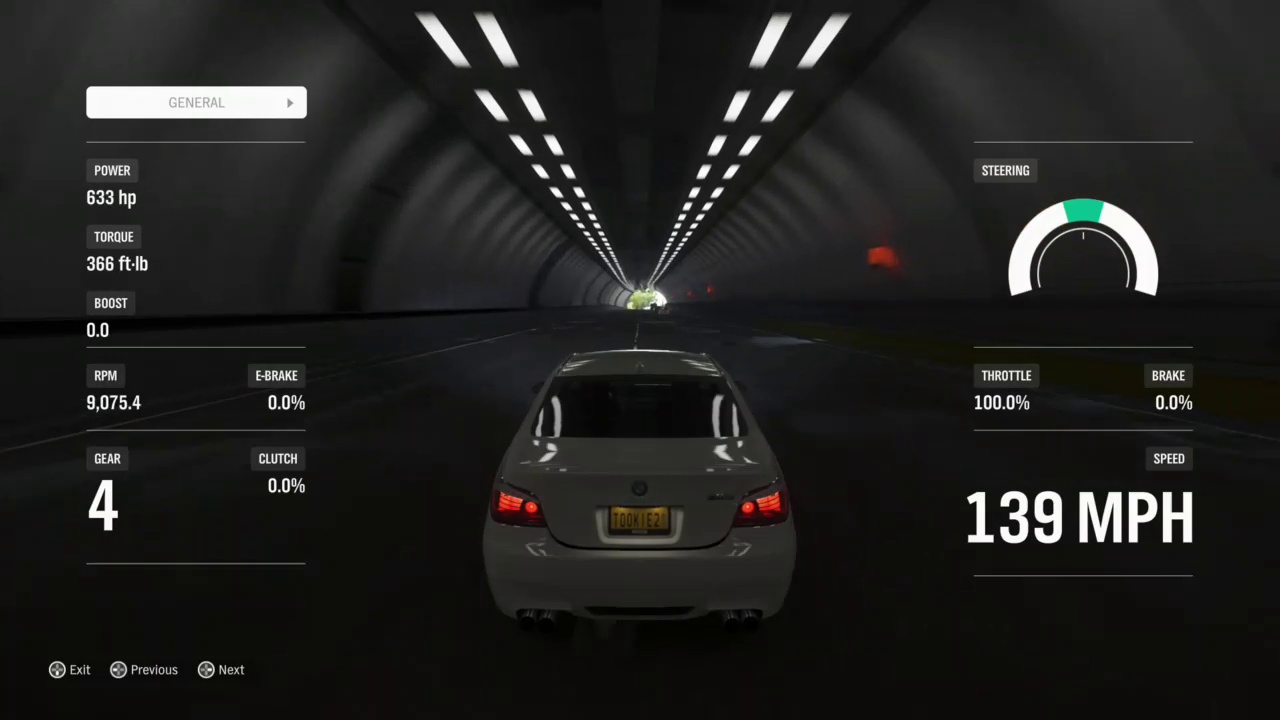 GENERAL
POWER
633 hp
TORQUE
366 ft·lb
BOOST
0.0
RPM
E-BRAKE
9,075.4
0.0%
GEAR
CLUTCH
4
0.0%
STEERING
THROTTLE
BRAKE
100.0%
0.0%
SPEED
139 MPH
TOOKIE2
Exit
Previous
Next